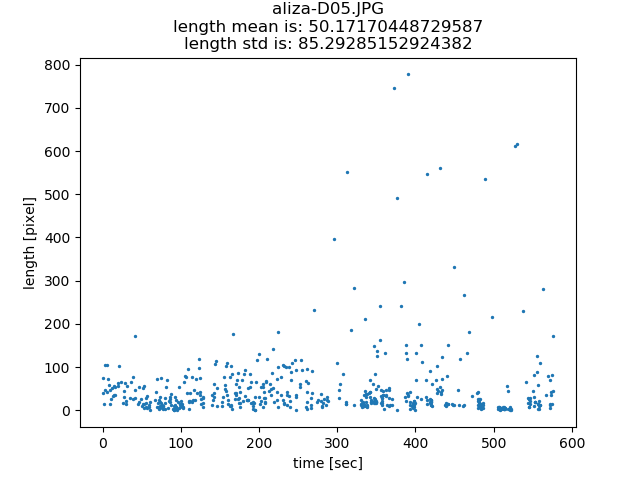 aliza-D05.JPG
length mean is: 50.17170448729587
length std is: 85.29285152924382
800
700
600
500
400
300
200
100
0
length [pixel]
0 100 200 300 400 500 600
time [sec]